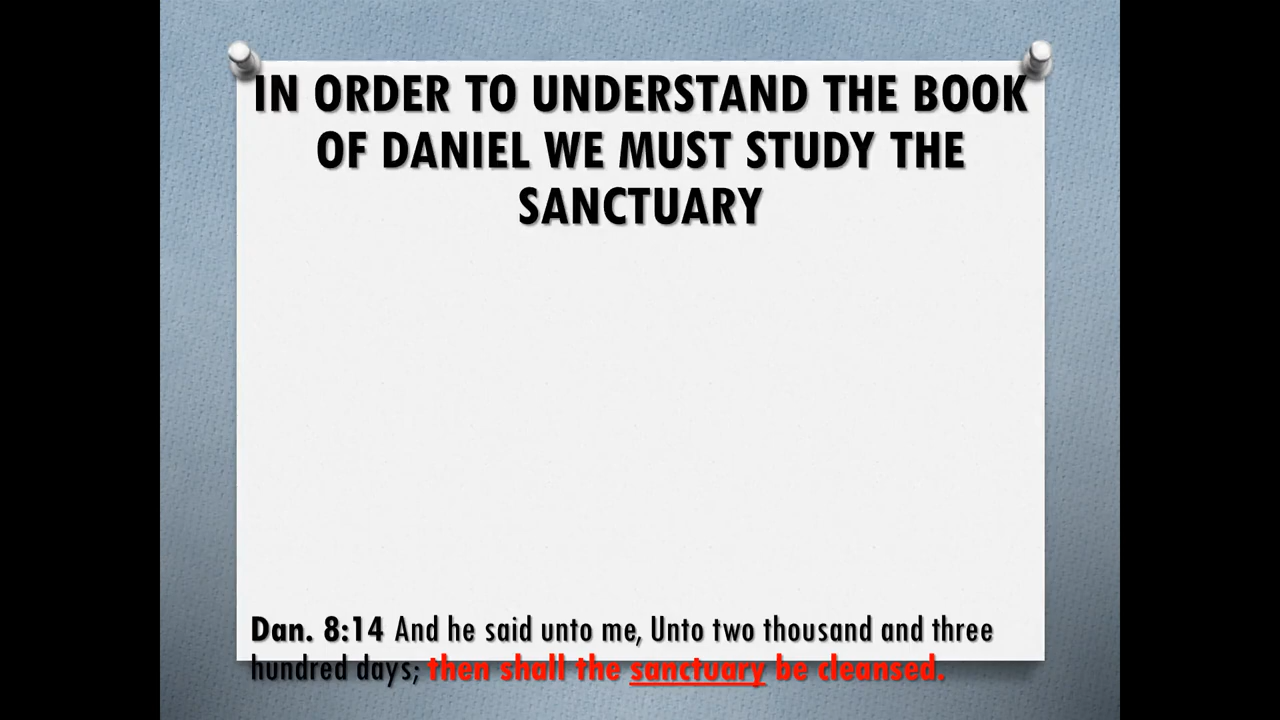 IN ORDER TO UNDERSTAND THE BOOK
OF DANIEL WE MUST STUDY THE
SANCTUARY
Dan. 8:14 And he said unto me, Unto two thousand and three
hundred days; then shall the sanctuary be cleansed.